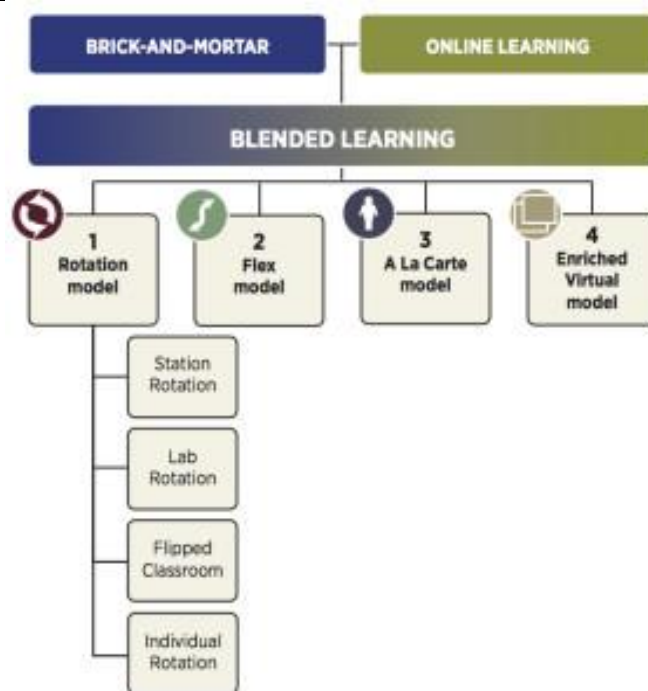 BRICK-AND-MORTAR
ONLINE LEARNING
BLENDED LEARNING
1
Rotation
model
2
Flex
model
3
A La Carte
model
4
Enriched
Virtual
model
Station
Rotation
Lab
Rotation
Flipped
Classroom
Individual
Rotation